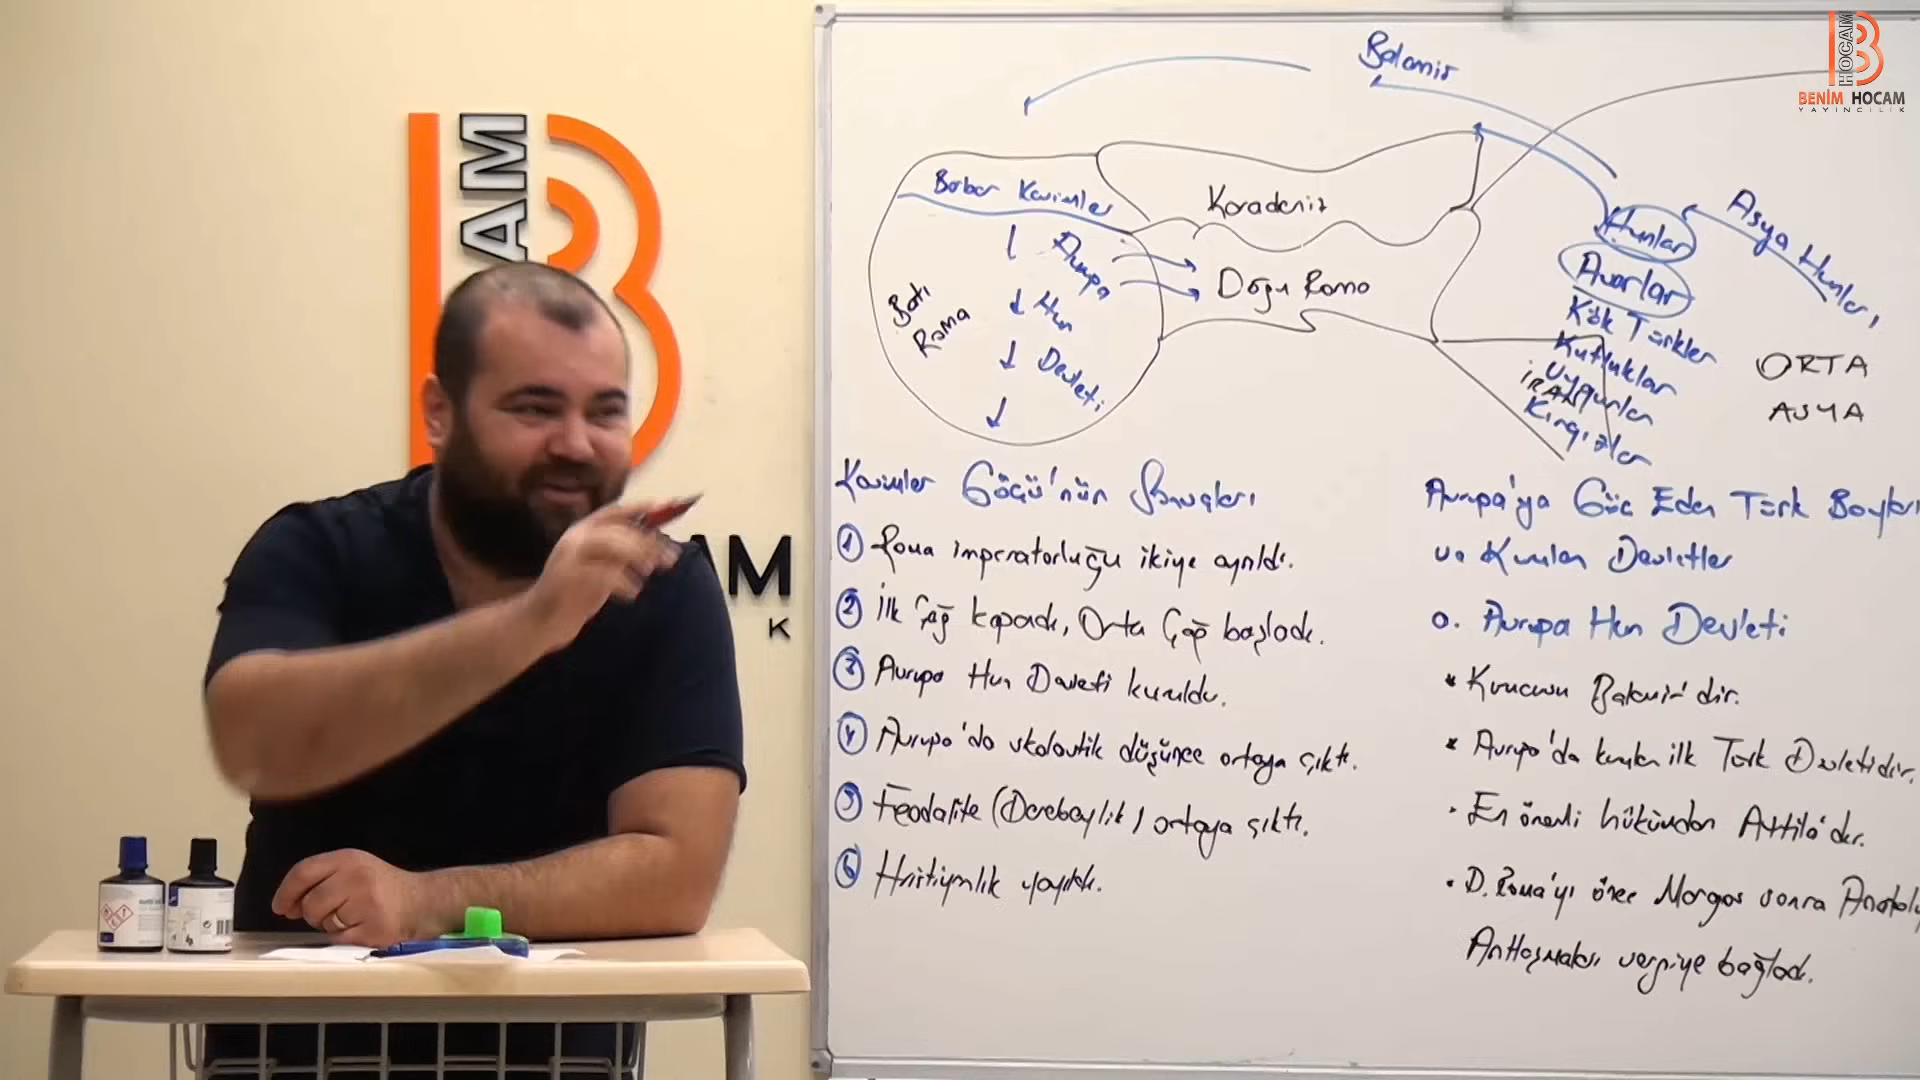 HOCAM
BENİM HOCAM
YAYINCILIK
AM
AM
K
Balamir
Barbar Kavimler
Karadeniz
Batı
Roma
Avrupa
Hun
Devleti
Doğu Roma
Hunlar
Avarlar
Kök Türkler
Kutluklar
Uygurlar
İRAN
Kırgızlar
Asya Hunları
ORTA
ASYA
Kavimler Göçü'nün Sonuçları
① Roma imparatorluğu ikiye ayrıldı.
② İlk Çağ kapandı, Orta Çağ başladı.
③ Avrupa Hun Devleti kuruldu.
④ Avrupa'da skolastik düşünce ortaya çıktı.
⑤ Feodalite (Derebeylik) ortaya çıktı.
⑥ Hristiyanlık yayıldı.
Avrupa'ya Göç Eden Türk Boyları
ve Kurulan Devletler
a. Avrupa Hun Devleti
* Kurucusu Balamir'dir.
* Avrupa'da kurulan ilk Türk Devletidir.
• En önemli hükümdarı Attila'dır.
• D. Roma'yı önce Margos sonra Anatoly
Antlaşmaları vergiye bağladı.